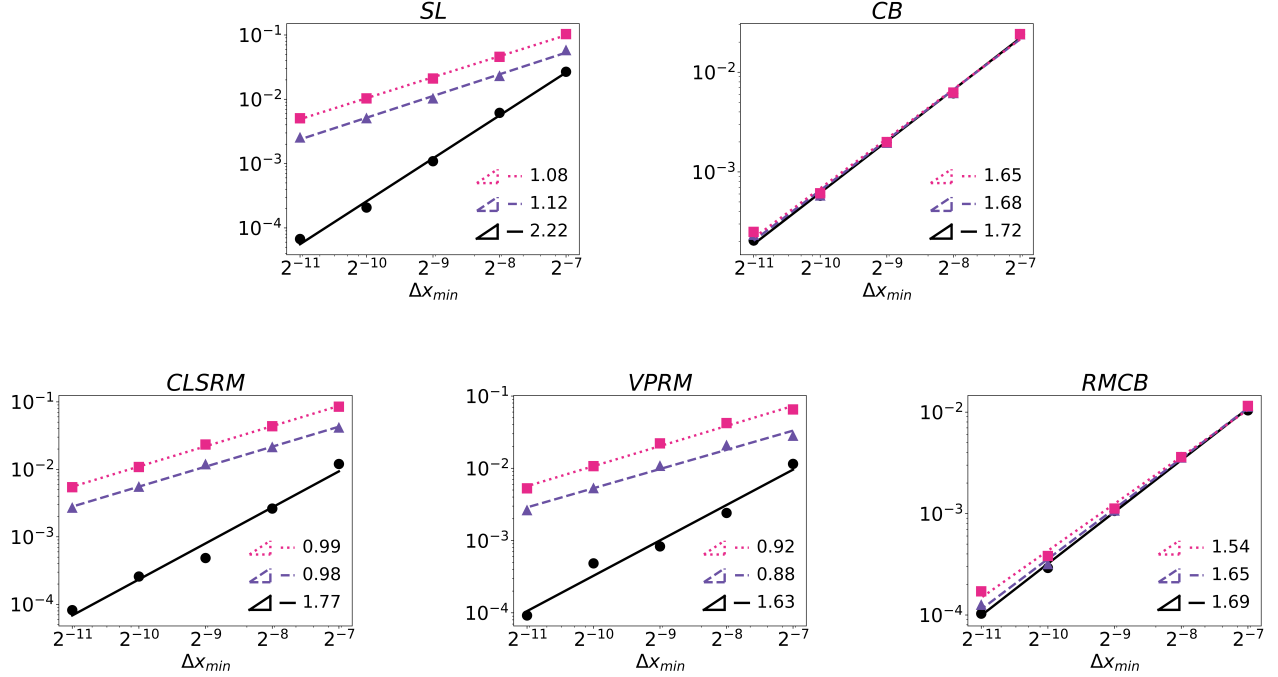 SL
10⁻¹
10⁻²
10⁻³
10⁻⁴
1.08
1.12
2.22
2⁻¹¹ 2⁻¹⁰ 2⁻⁹ 2⁻⁸ 2⁻⁷
Δx_min
CB
10⁻²
10⁻³
1.65
1.68
1.72
2⁻¹¹ 2⁻¹⁰ 2⁻⁹ 2⁻⁸ 2⁻⁷
Δx_min
CLSRM
10⁻¹
10⁻²
10⁻³
10⁻⁴
0.99
0.98
1.77
2⁻¹¹ 2⁻¹⁰ 2⁻⁹ 2⁻⁸ 2⁻⁷
Δx_min
VPRM
10⁻¹
10⁻²
10⁻³
10⁻⁴
0.92
0.88
1.63
2⁻¹¹ 2⁻¹⁰ 2⁻⁹ 2⁻⁸ 2⁻⁷
Δx_min
RMCB
10⁻²
10⁻³
10⁻⁴
1.54
1.65
1.69
2⁻¹¹ 2⁻¹⁰ 2⁻⁹ 2⁻⁸ 2⁻⁷
Δx_min